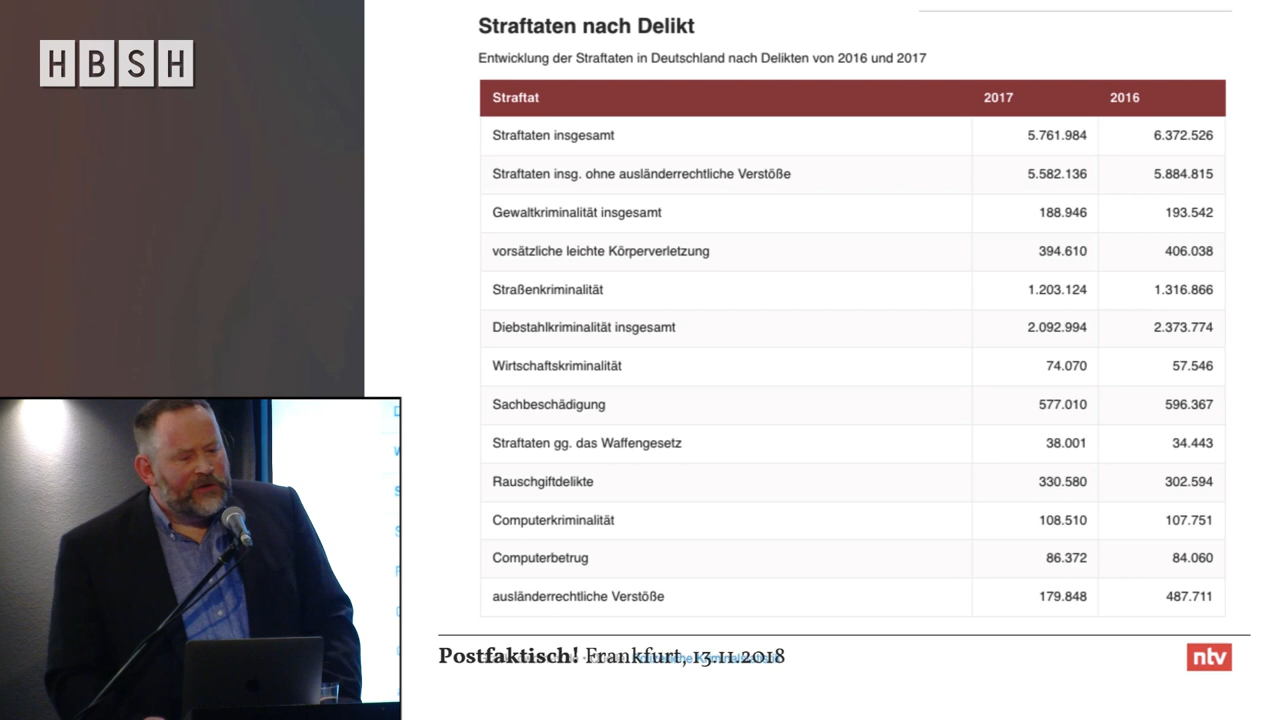 HBSH
Straftaten nach Delikt
Entwicklung der Straftaten in Deutschland nach Delikten von 2016 und 2017
Straftat 2017 2016
Straftaten insgesamt 5.761.984 6.372.526
Straftaten insg. ohne ausländerrechtliche Verstöße 5.582.136 5.884.815
Gewaltkriminalität insgesamt 188.946 193.542
vorsätzliche leichte Körperverletzung 394.610 406.038
Straßenkriminalität 1.203.124 1.316.866
Diebstahlkriminalität insgesamt 2.092.994 2.373.774
Wirtschaftskriminalität 74.070 57.546
Sachbeschädigung 577.010 596.367
Straftaten gg. das Waffengesetz 38.001 34.443
Rauschgiftdelikte 330.580 302.594
Computerkriminalität 108.510 107.751
Computerbetrug 86.372 84.060
ausländerrechtliche Verstöße 179.848 487.711
Postfaktisch! Frankfurt, 13.11.2018
ntv